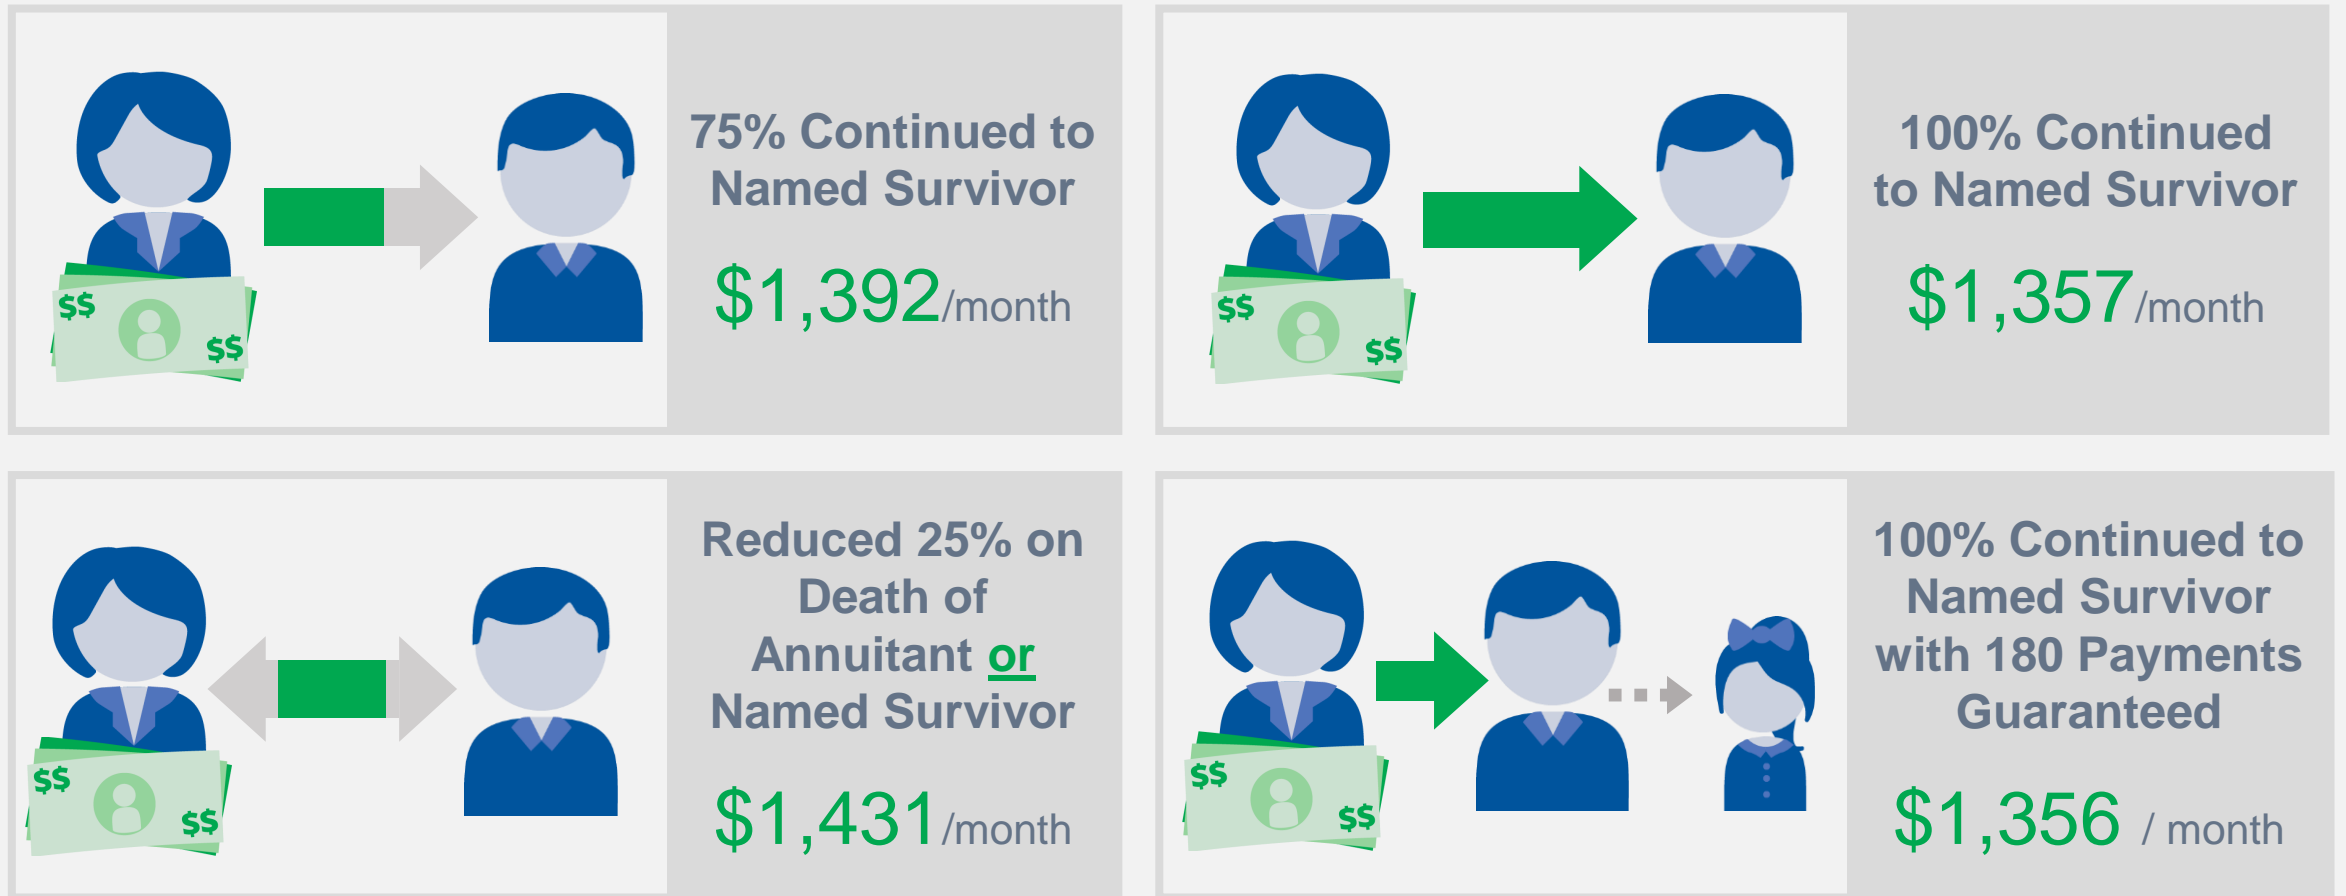 75% Continued to
Named Survivor
$1,392/month
$$
$$
100% Continued
to Named Survivor
$1,357/month
$$
$$
Reduced 25% on
Death of
Annuitant or
Named Survivor
$1,431/month
$$
$$
100% Continued to
Named Survivor
with 180 Payments
Guaranteed
$1,356 / month
$$
$$